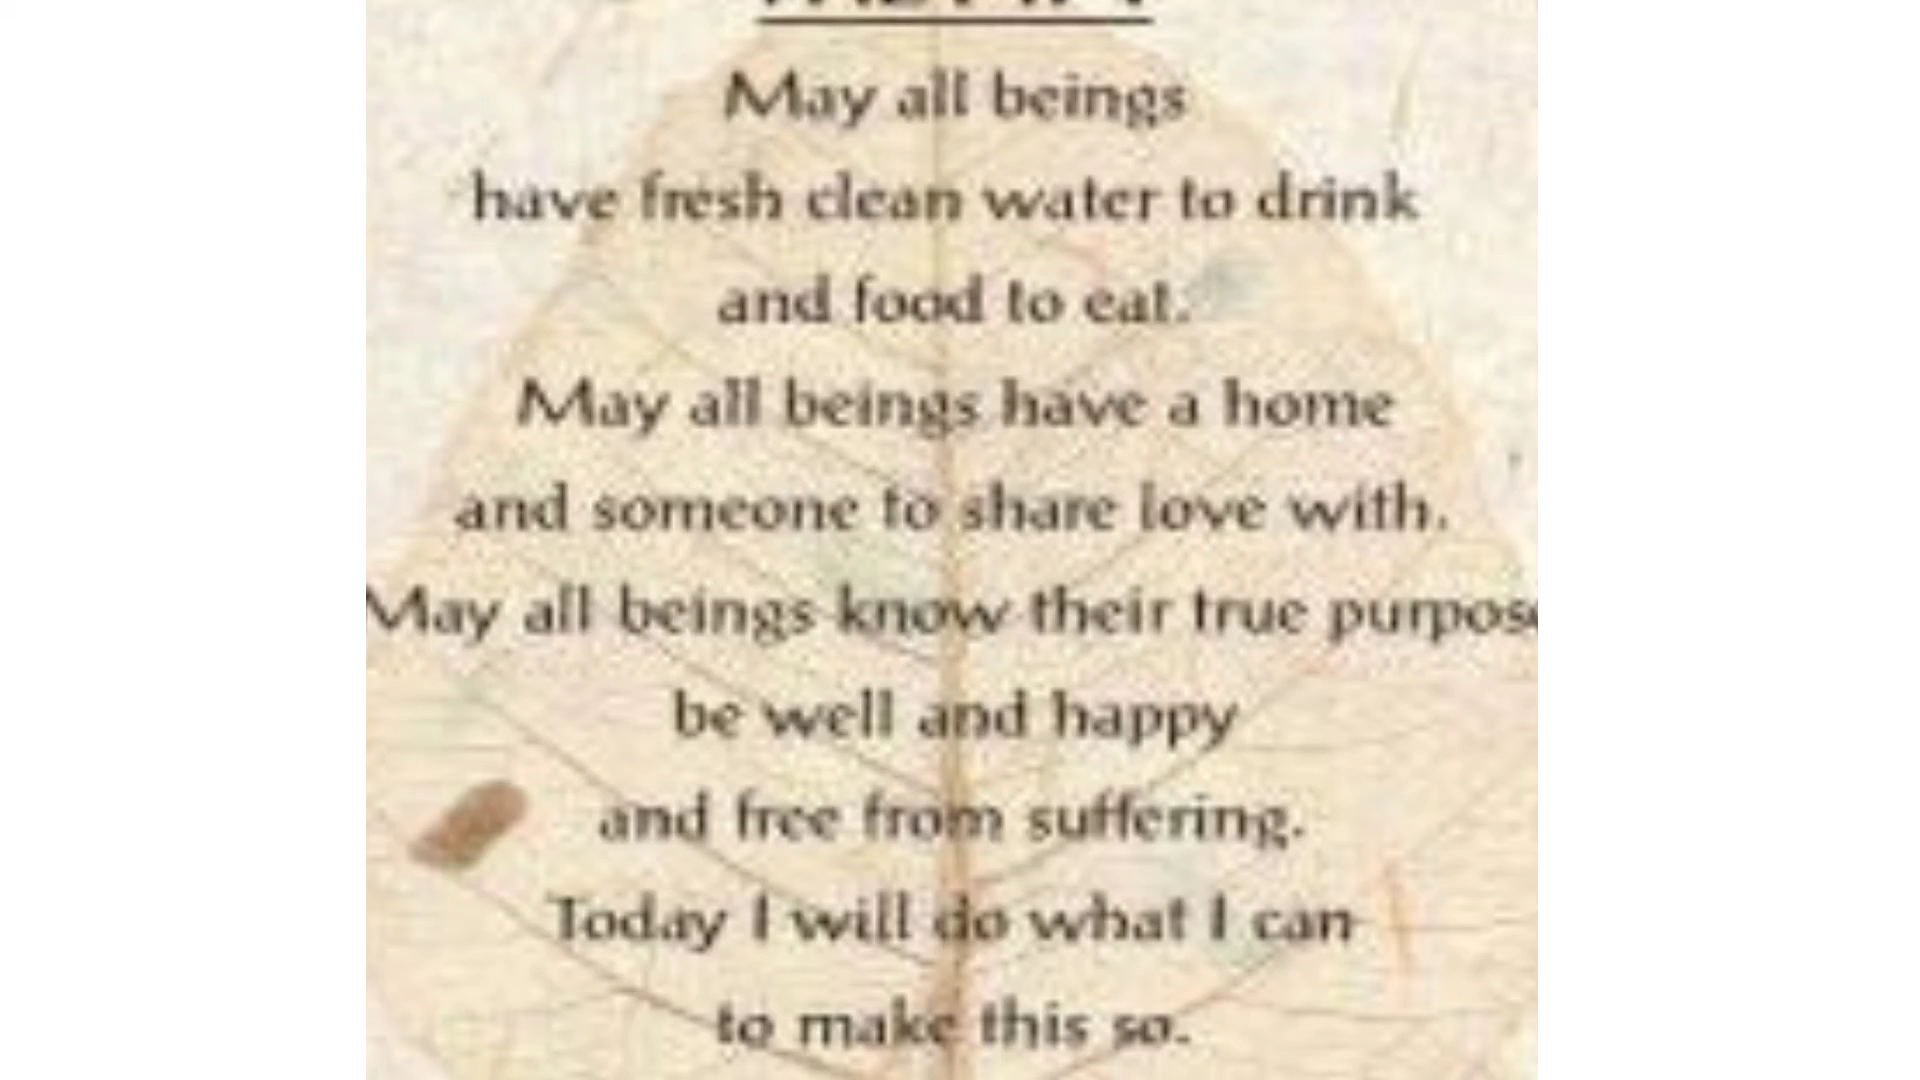 May all beings
have fresh clean water to drink
and food to eat.
May all beings have a home
and someone to share love with.
May all beings know their true purpose
be well and happy
and free from suffering.
Today I will do what I can
to make this so.